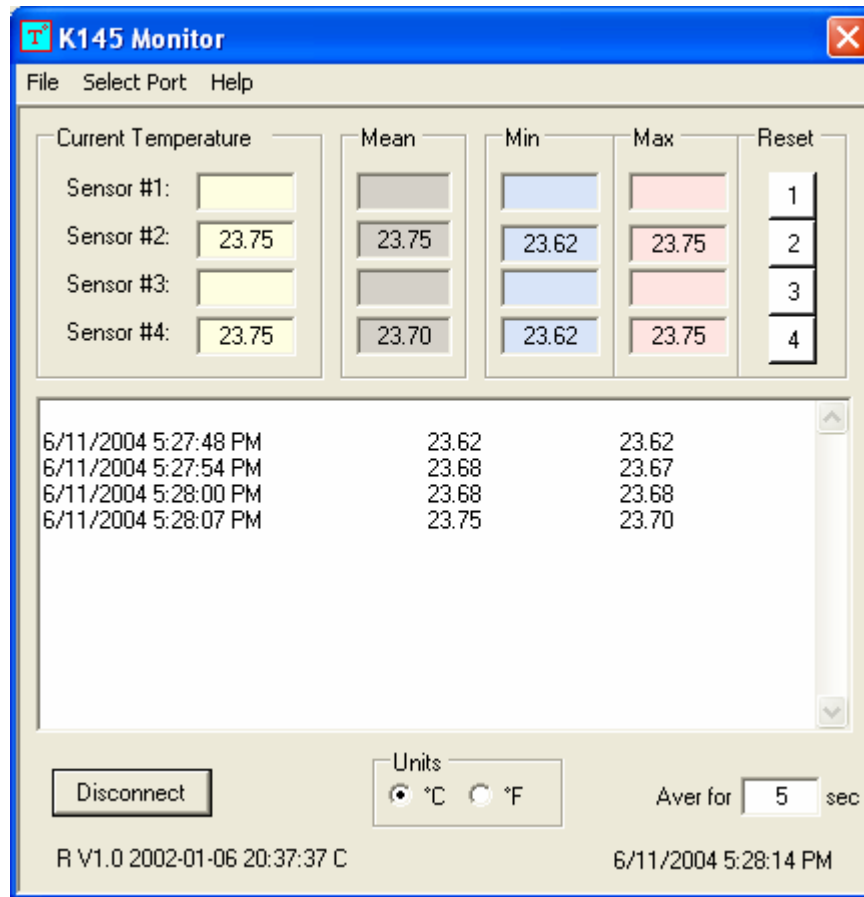 T°
K145 Monitor
File Select Port Help
Current Temperature Mean Min Max Reset
Sensor #1: 1
Sensor #2: 23.75 23.75 23.62 23.75 2
Sensor #3: 3
Sensor #4: 23.75 23.70 23.62 23.75 4
6/11/2004 5:27:48 PM 23.62 23.62
6/11/2004 5:27:54 PM 23.68 23.67
6/11/2004 5:28:00 PM 23.68 23.68
6/11/2004 5:28:07 PM 23.75 23.70
Units
Disconnect °C °F Aver for 5 sec
R V1.0 2002-01-06 20:37:37 C 6/11/2004 5:28:14 PM